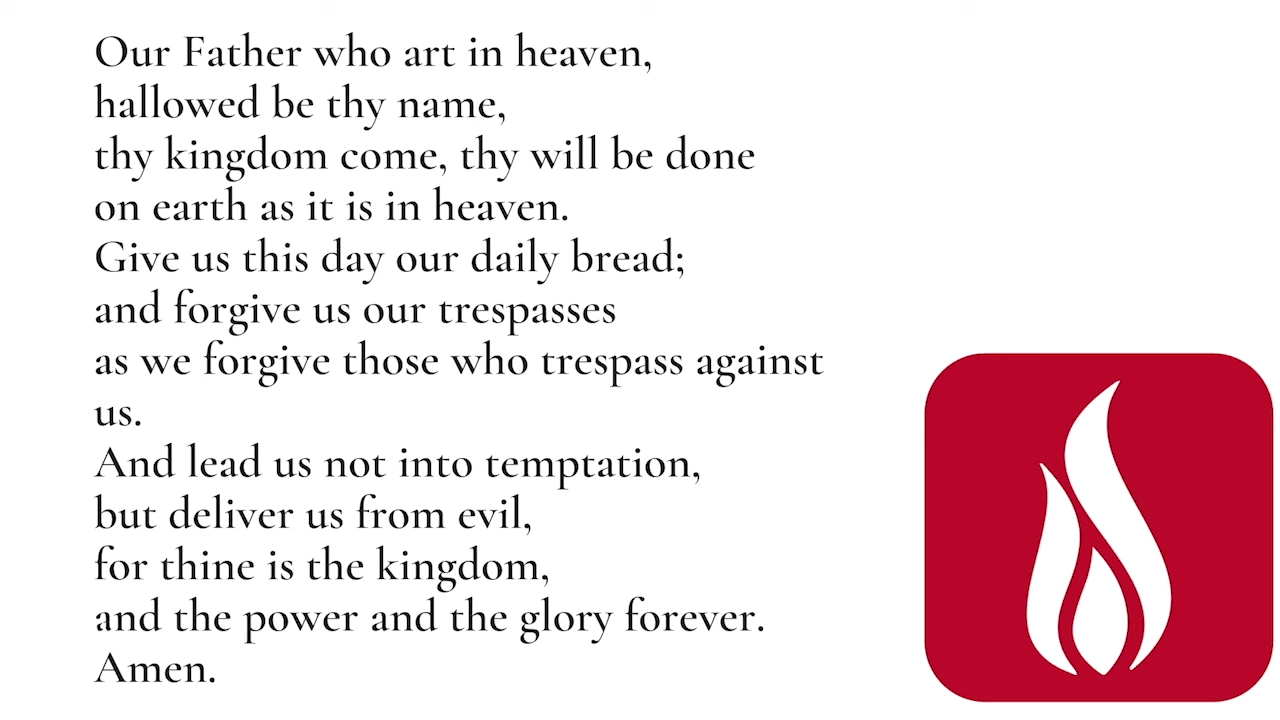 Our Father who art in heaven,
hallowed be thy name,
thy kingdom come, thy will be done
on earth as it is in heaven.
Give us this day our daily bread;
and forgive us our trespasses
as we forgive those who trespass against
us.
And lead us not into temptation,
but deliver us from evil,
for thine is the kingdom,
and the power and the glory forever.
Amen.